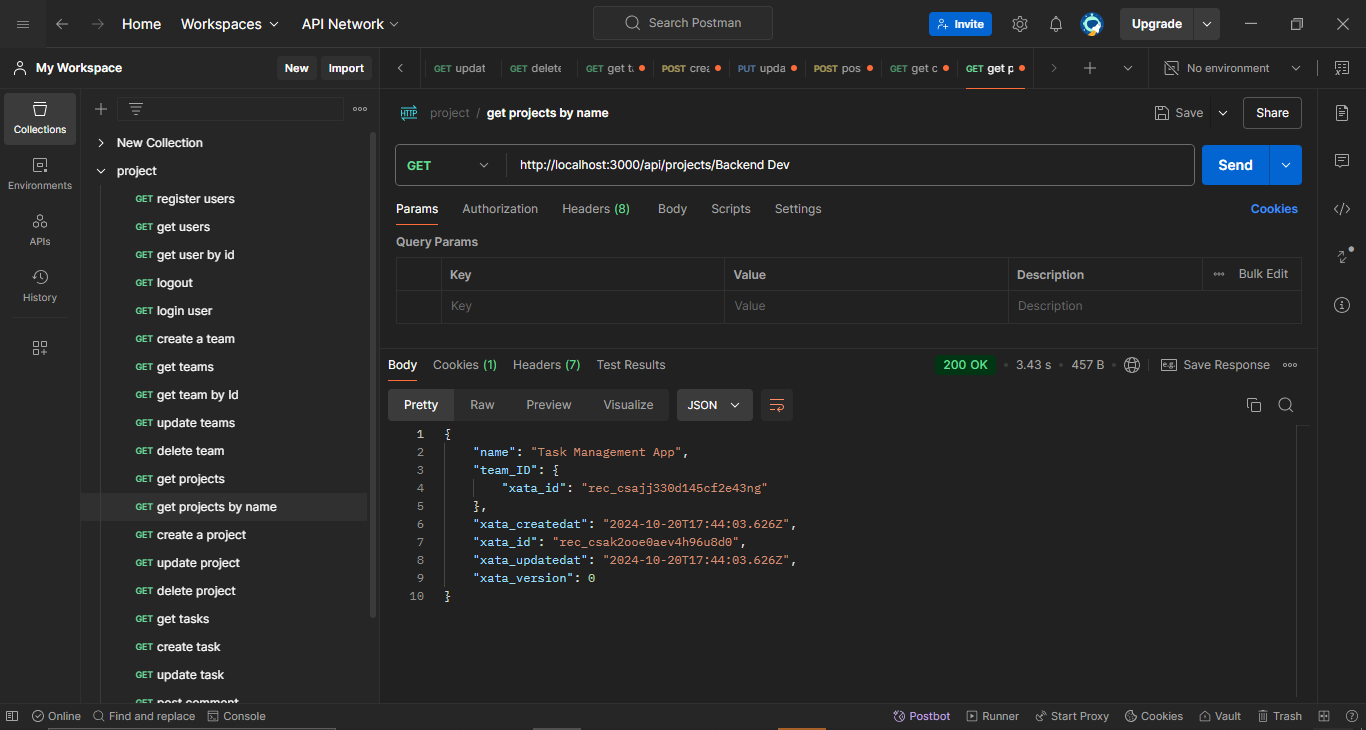 Home Workspaces API Network Search Postman Invite Upgrade
My Workspace New Import GET updat GET delete GET get t. POST crea PUT upda POST pos GET get c GET get p No environment
Collections
Environments
APIs
History
New Collection
project
GET register users
GET get users
GET get user by id
GET logout
GET login user
GET create a team
GET get teams
GET get team by Id
GET update teams
GET delete team
GET get projects
GET get projects by name
GET create a project
GET update project
GET delete project
GET get tasks
GET create task
GET update task
GET post comment
HTTP project / get projects by name Save Share
GET http://localhost:3000/api/projects/Backend Dev Send
Params Authorization Headers (8) Body Scripts Settings Cookies
Query Params
Key Value Description Bulk Edit
Key Value Description
Body Cookies (1) Headers (7) Test Results 200 OK 3.43 s 457 B e.g. Save Response
Pretty Raw Preview Visualize JSON
1 {
2 "name": "Task Management App",
3 "team_ID": {
4 "xata_id": "rec_csajj330d145cf2e43ng"
5 },
6 "xata_createdat": "2024-10-20T17:44:03.626Z",
7 "xata_id": "rec_csak2ooe0aev4h96u8d0",
8 "xata_updatedat": "2024-10-20T17:44:03.626Z",
9 "xata_version": 0
10 }
Online Find and replace Console Postbot Runner Start Proxy Cookies Vault Trash